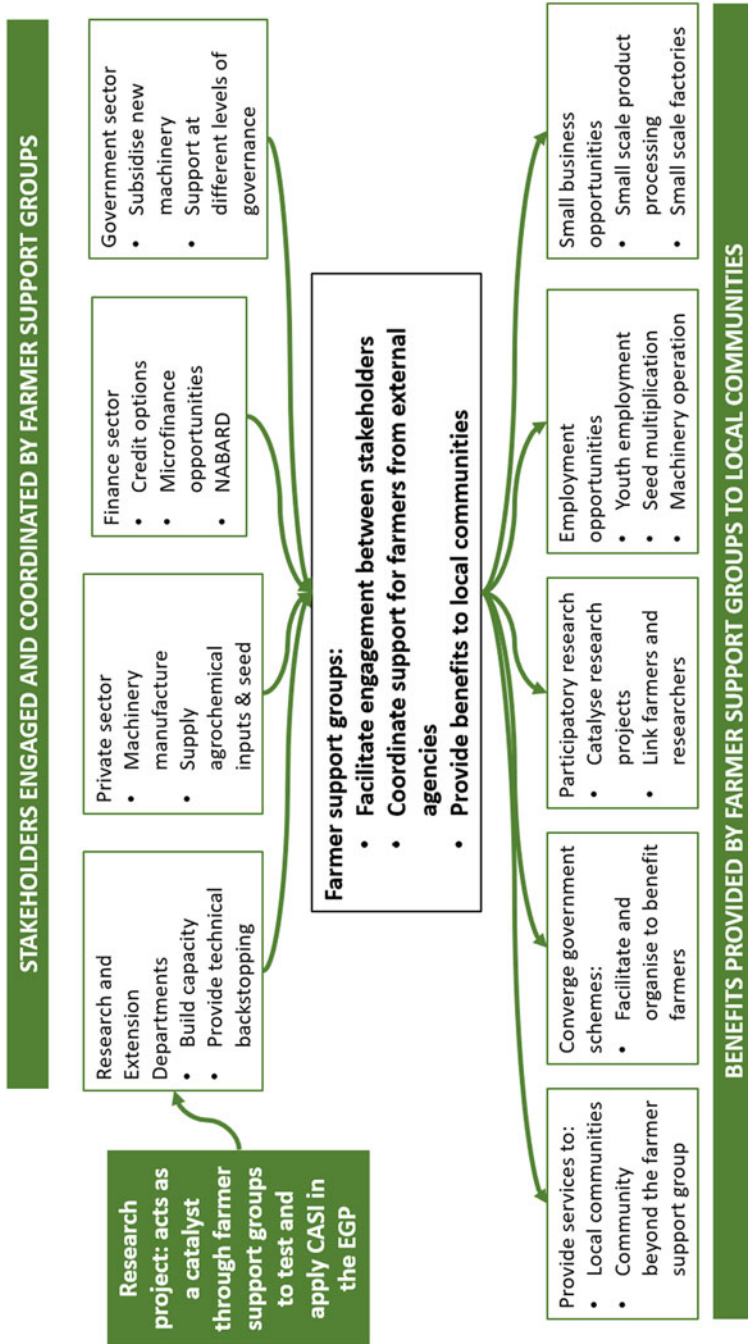 STAKEHOLDERS ENGAGED AND COORDINATED BY FARMER SUPPORT GROUPS
Research
project: acts as
a catalyst
through farmer
support groups
to test and
apply CASI in
the EGP
Research and
Extension
Departments
• Build capacity
• Provide technical
backstopping
Private sector
• Machinery
manufacture
• Supply
agrochemical
inputs & seed
Finance sector
• Credit options
• Microfinance
opportunities
• NABARD
Government sector
• Subsidise new
machinery
• Support at
different levels of
governance
Farmer support groups:
• Facilitate engagement between stakeholders
• Coordinate support for farmers from external
agencies
• Provide benefits to local communities
Provide services to:
• Local communities
• Community
beyond the farmer
support group
Converge government
schemes:
• Facilitate and
organise to benefit
farmers
Participatory research
• Catalyse research
projects
• Link farmers and
researchers
Employment
opportunities
• Youth employment
• Seed multiplication
• Machinery operation
Small business
opportunities
• Small scale product
processing
• Small scale factories
BENEFITS PROVIDED BY FARMER SUPPORT GROUPS TO LOCAL COMMUNITIES